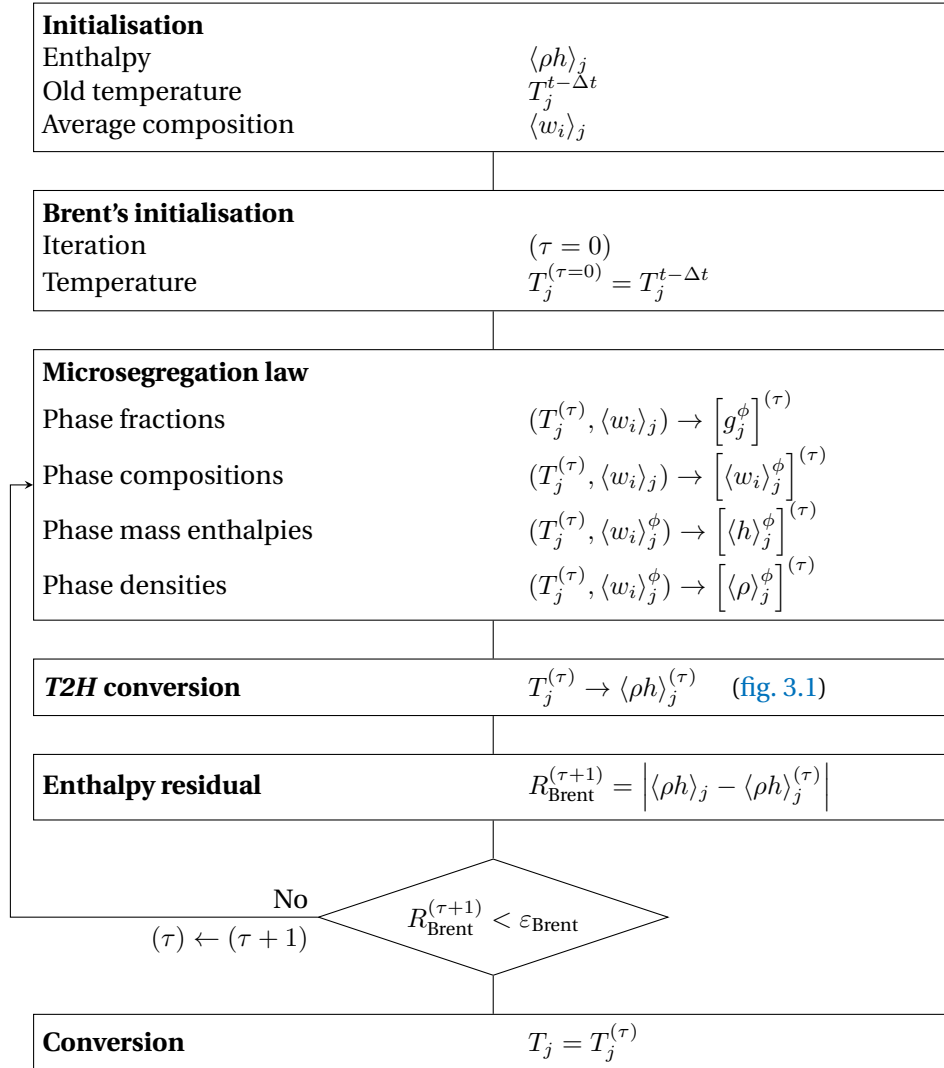 Initialisation
Enthalpy ⟨ρh⟩_j
Old temperature T_j^{t−Δt}
Average composition ⟨w_i⟩_j
Brent's initialisation
Iteration (τ = 0)
Temperature T_j^{(τ=0)} = T_j^{t−Δt}
Microsegregation law
Phase fractions (T_j^{(τ)}, ⟨w_i⟩_j) → [g_j^ϕ]^{(τ)}
Phase compositions (T_j^{(τ)}, ⟨w_i⟩_j) → [⟨w_i⟩_j^ϕ]^{(τ)}
Phase mass enthalpies (T_j^{(τ)}, ⟨w_i⟩_j^ϕ) → [⟨h⟩_j^ϕ]^{(τ)}
Phase densities (T_j^{(τ)}, ⟨w_i⟩_j^ϕ) → [⟨ρ⟩_j^ϕ]^{(τ)}
T2H conversion T_j^{(τ)} → ⟨ρh⟩_j^{(τ)} (fig. 3.1)
Enthalpy residual R_Brent^{(τ+1)} = |⟨ρh⟩_j − ⟨ρh⟩_j^{(τ)}|
No
R_Brent^{(τ+1)} < ε_Brent
(τ) ← (τ + 1)
Conversion T_j = T_j^{(τ)}